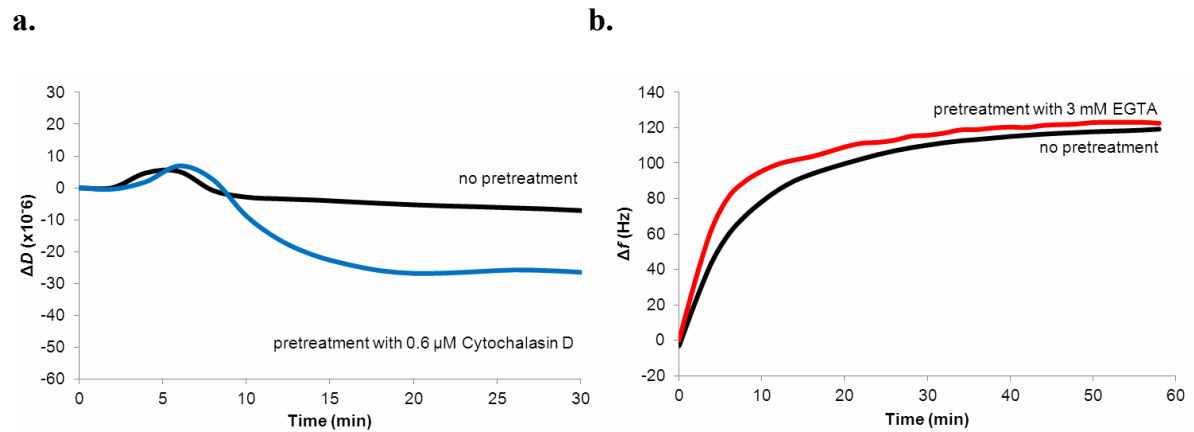 a.
30
20
10
0
-10
-20
-30
-40
-50
-60
ΔD (x10⁻⁶)
no pretreatment
pretreatment with 0.6 µM Cytochalasin D
0 5 10 15 20 25 30
Time (min)
b.
140
120
100
80
60
40
20
0
-20
Δf (Hz)
pretreatment with 3 mM EGTA
no pretreatment
0 10 20 30 40 50 60
Time (min)